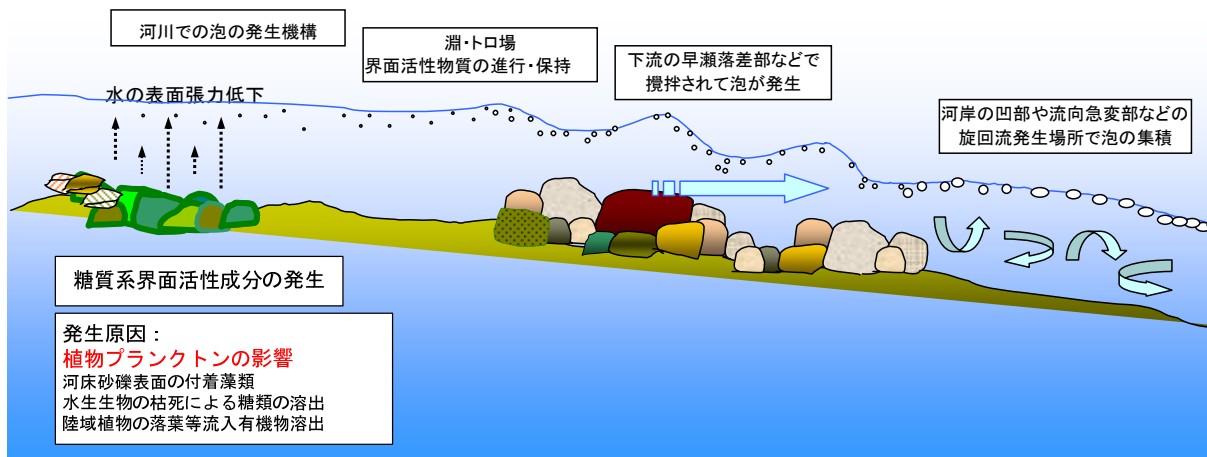 河川での泡の発生機構
淵・トロ場
界面活性物質の進行・保持
下流の早瀬落差部などで
攪拌されて泡が発生
河岸の凹部や流向急変部などの
旋回流発生場所で泡の集積
水の表面張力低下
糖質系界面活性成分の発生
発生原因：
植物プランクトンの影響
河床砂礫表面の付着藻類
水生生物の枯死による糖類の溶出
陸域植物の落葉等流入有機物溶出